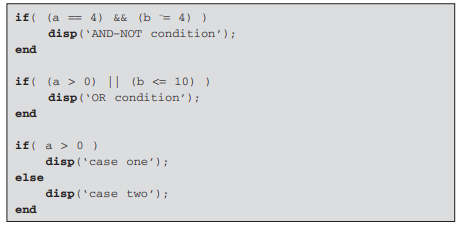 if( (a == 4) && (b ~= 4) )
disp(‘AND-NOT condition’);
end
if( (a > 0) || (b <= 10) )
disp(‘OR condition’);
end
if( a > 0 )
disp(‘case one’);
else
disp(‘case two’);
end